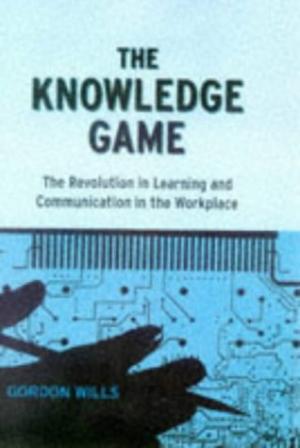 THE
KNOWLEDGE
GAME
The Revolution in Learning and
Communication in the Workplace
GORDON WILLS